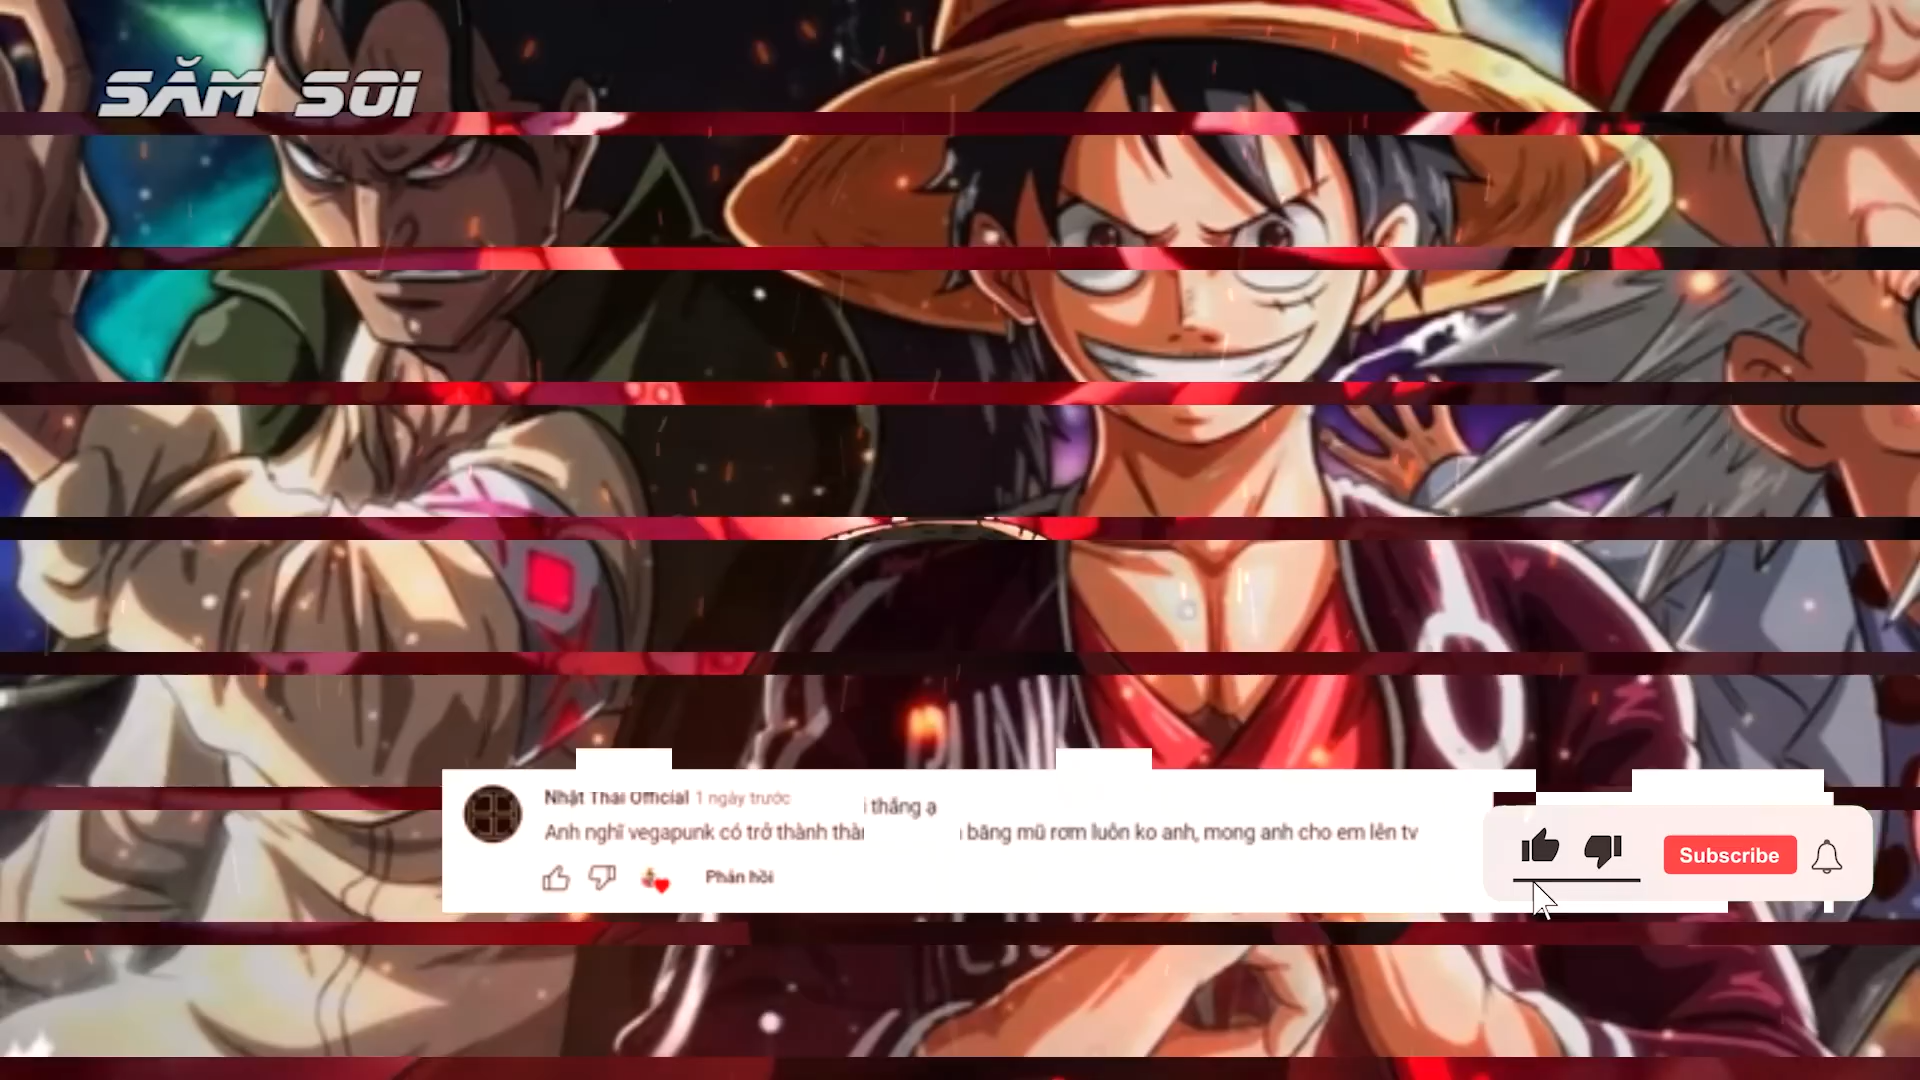 SĂM SOI
Nhật Thái Official 1 ngày trước
thắng ạ
Anh nghĩ vegapunk có trở thành băng mũ rơm luôn ko anh, mong anh cho em lên tv
Phản hồi
Subscribe